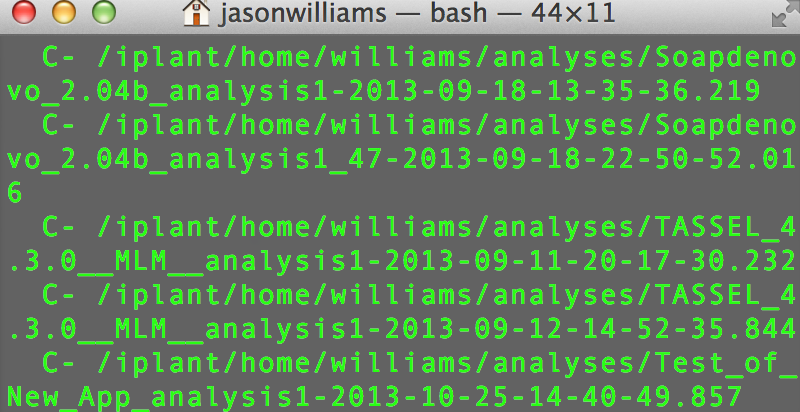 jasonwilliams — bash — 44×11
C- /iplant/home/williams/analyses/Soapdeno
vo_2.04b_analysis1-2013-09-18-13-35-36.219
C- /iplant/home/williams/analyses/Soapdeno
vo_2.04b_analysis1_47-2013-09-18-22-50-52.01
6
C- /iplant/home/williams/analyses/TASSEL_4
.3.0__MLM__analysis1-2013-09-11-20-17-30.232
C- /iplant/home/williams/analyses/TASSEL_4
.3.0__MLM__analysis1-2013-09-12-14-52-35.844
C- /iplant/home/williams/analyses/Test_of_
New_App_analysis1-2013-10-25-14-40-49.857